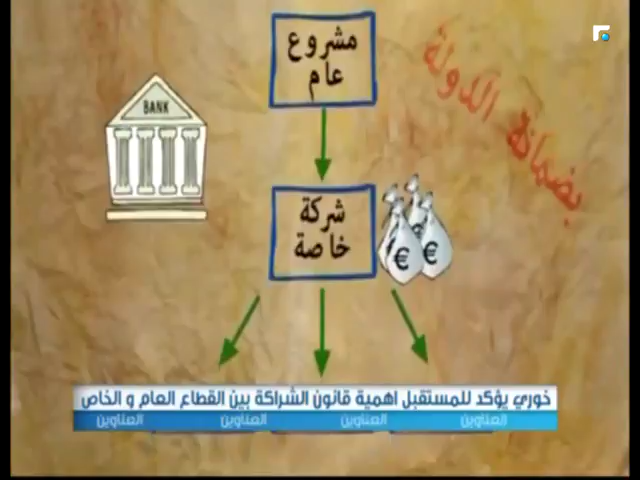 مشروع
عام
بضمانة الدولة
BANK
شركة
خاصة
€ €
خوري يؤكد للمستقبل اهمية قانون الشراكة بين القطاع العام و الخاص
العناوين العناوين العناوين العناوين